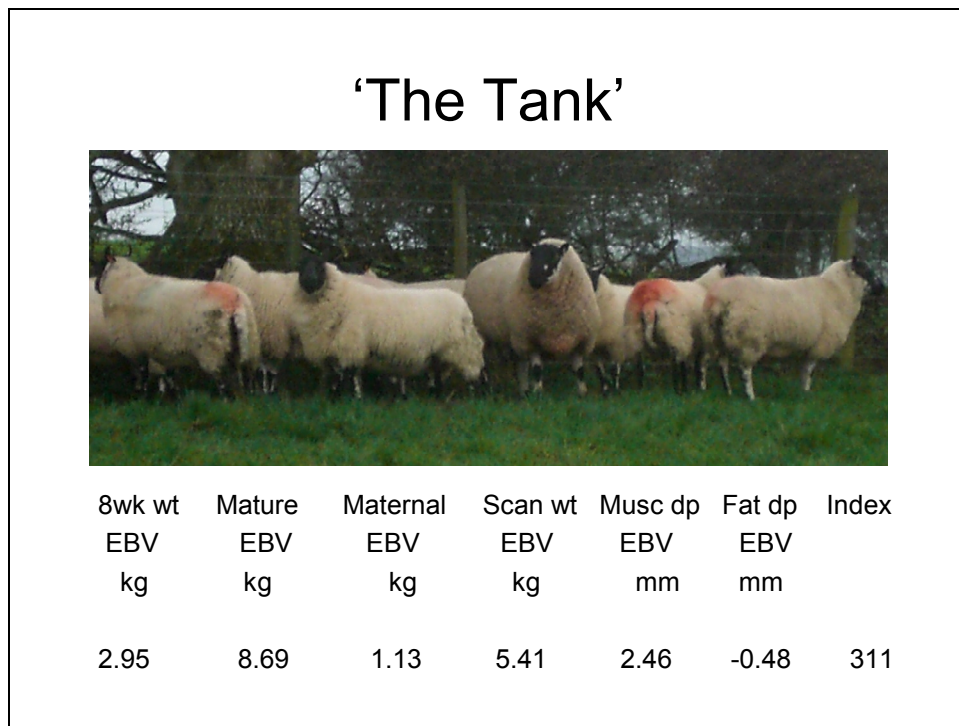 ‘The Tank’
8wk wt Mature Maternal Scan wt Musc dp Fat dp Index
EBV EBV EBV EBV EBV EBV
kg kg kg kg mm mm
2.95 8.69 1.13 5.41 2.46 -0.48 311